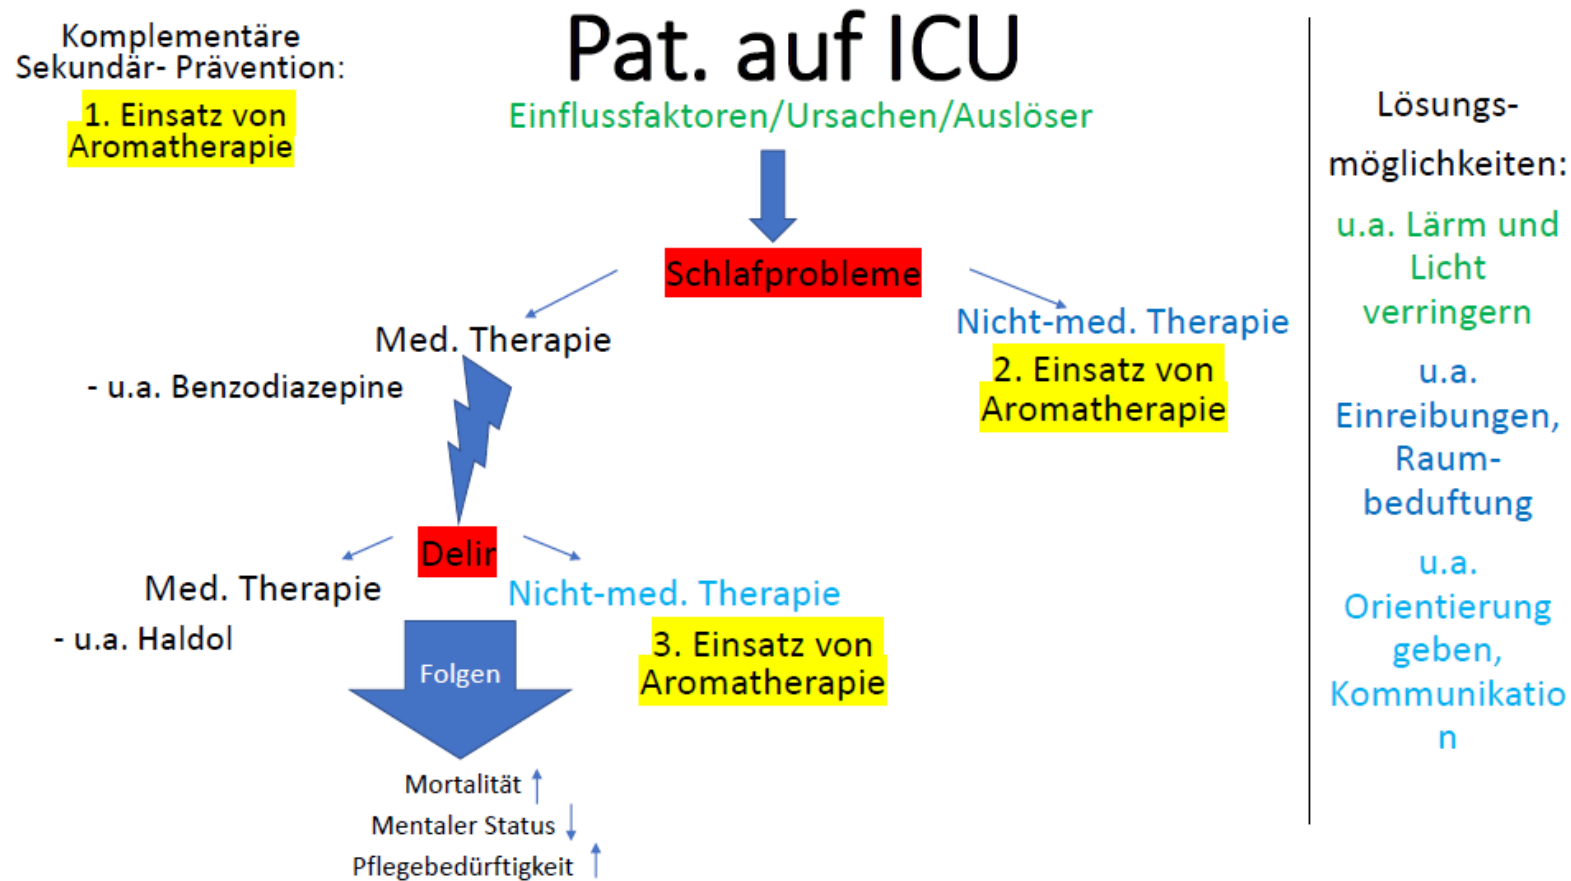 Komplementäre
Sekundär- Prävention:
1. Einsatz von
Aromatherapie
Pat. auf ICU
Einflussfaktoren/Ursachen/Auslöser
Schlafprobleme
Med. Therapie
- u.a. Benzodiazepine
Nicht-med. Therapie
2. Einsatz von
Aromatherapie
Delir
Med. Therapie
- u.a. Haldol
Nicht-med. Therapie
3. Einsatz von
Aromatherapie
Folgen
Mortalität ↑
Mentaler Status ↓
Pflegebedürftigkeit ↑
Lösungs-
möglichkeiten:
u.a. Lärm und
Licht
verringern
u.a.
Einreibungen,
Raum-
beduftung
u.a.
Orientierung
geben,
Kommunikatio
n